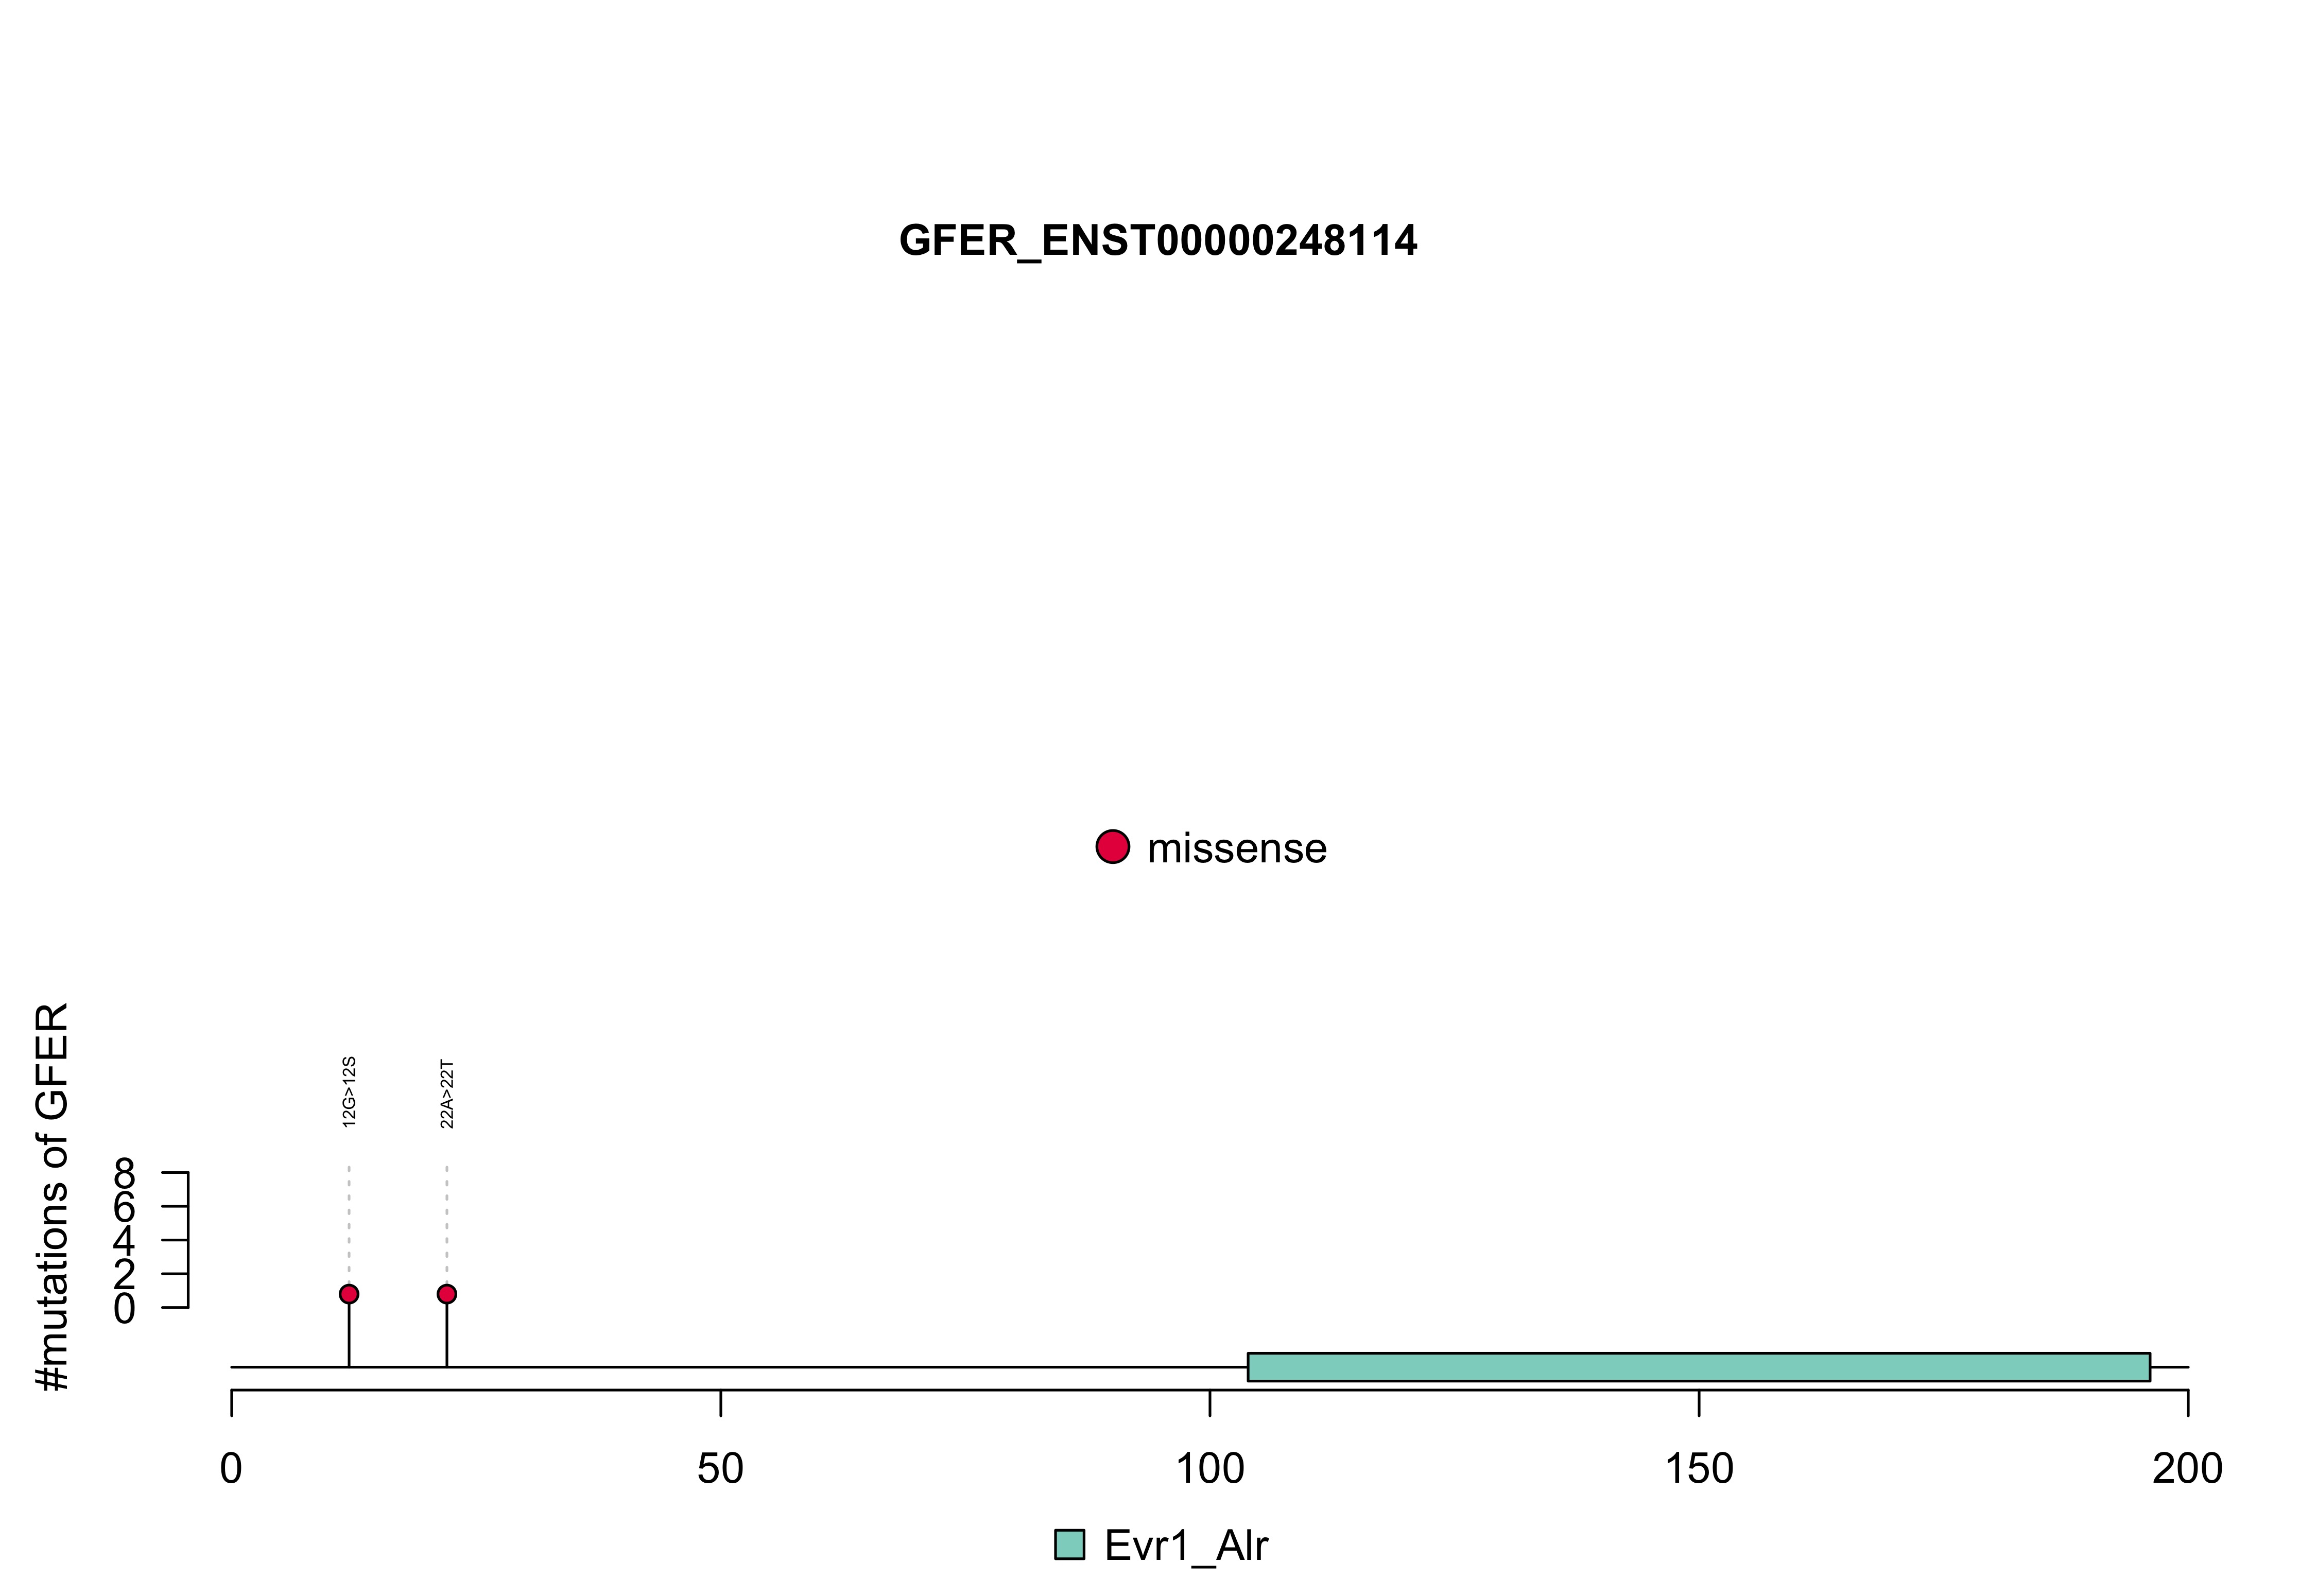 GFER_ENST00000248114
missense
#mutations of GFER
12G>12S
22A>22T
8
6
4
2
0
0 50 100 150 200
Evr1_Alr